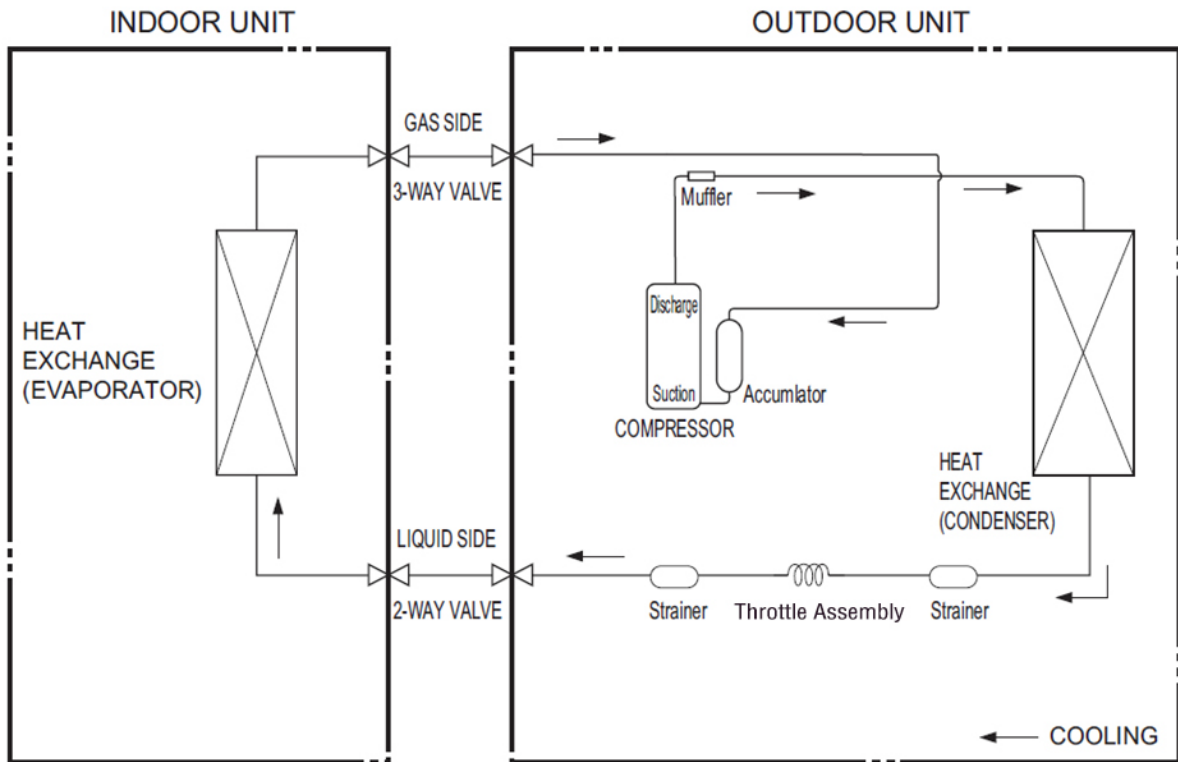 INDOOR UNIT
OUTDOOR UNIT
GAS SIDE
3-WAY VALVE
Muffler
HEAT
EXCHANGE
(EVAPORATOR)
Discharge
Suction
Accumlator
COMPRESSOR
HEAT
EXCHANGE
(CONDENSER)
LIQUID SIDE
2-WAY VALVE
Strainer
Throttle Assembly
Strainer
COOLING